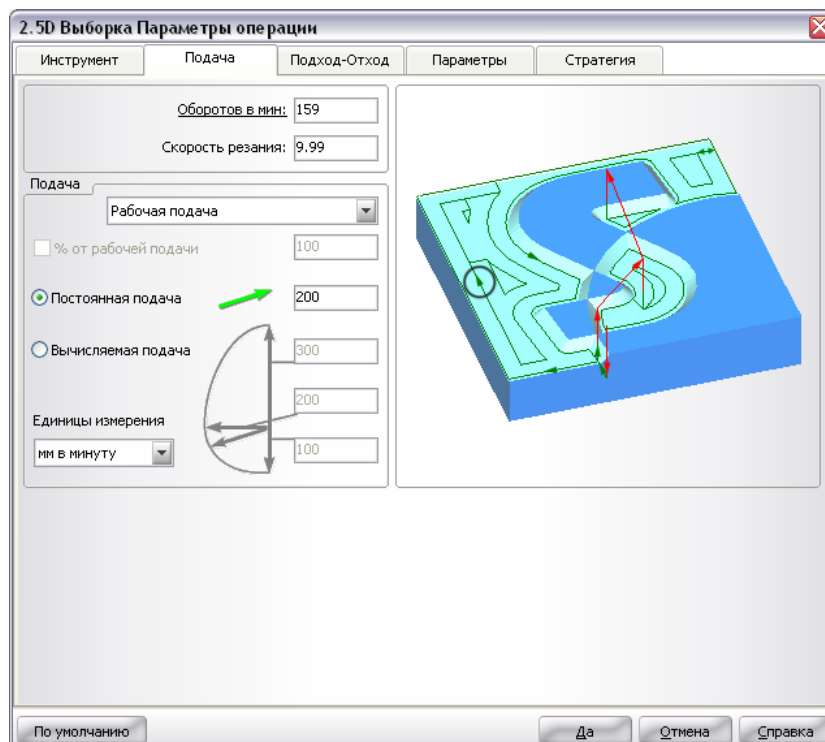 2.5D Выборка Параметры операции
Инструмент
Подача
Подход-Отход
Параметры
Стратегия
Оборотов в мин: 159
Скорость резания: 9.99
Подача
Рабочая подача
% от рабочей подачи 100
Постоянная подача 200
Вычисляемая подача 300
200
Единицы измерения
мм в минуту 100
По умолчанию
Да
Отмена
Справка